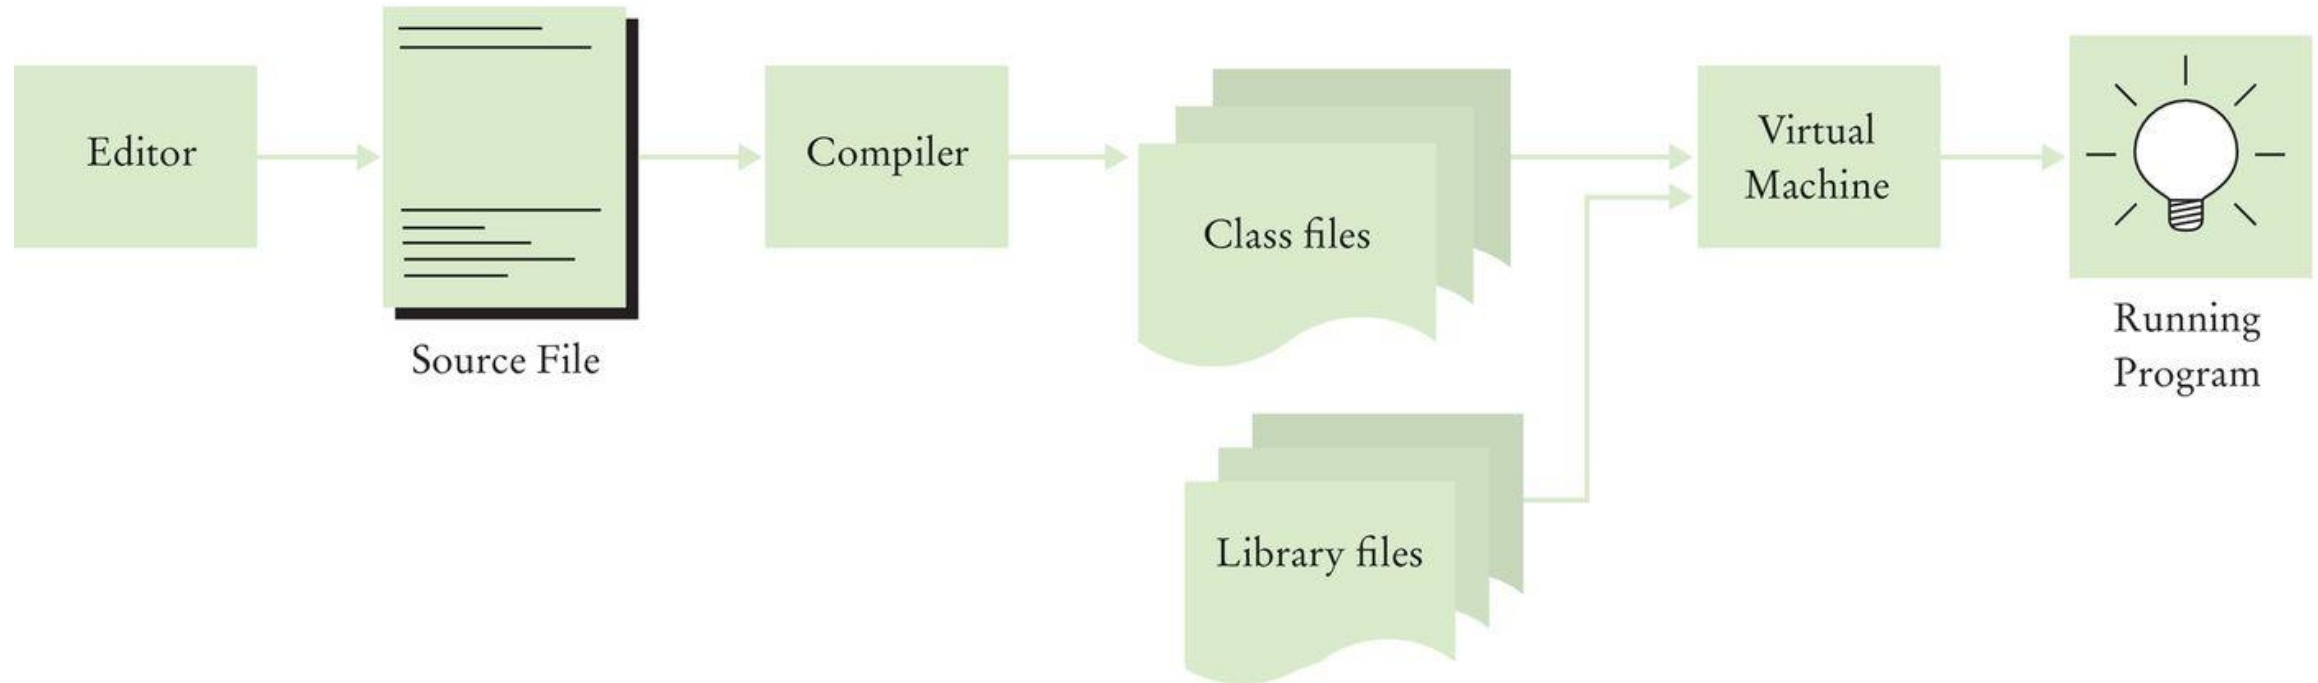 Editor
Source File
Compiler
Class files
Library files
Virtual
Machine
Running
Program